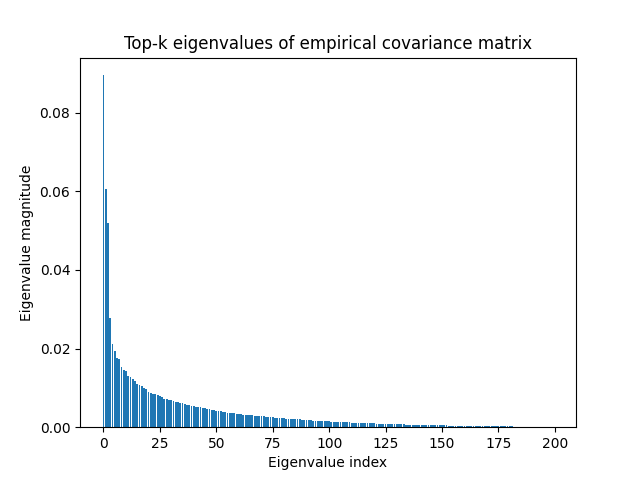 Top-k eigenvalues of empirical covariance matrix
Eigenvalue magnitude
0.08
0.06
0.04
0.02
0.00
0 25 50 75 100 125 150 175 200
Eigenvalue index